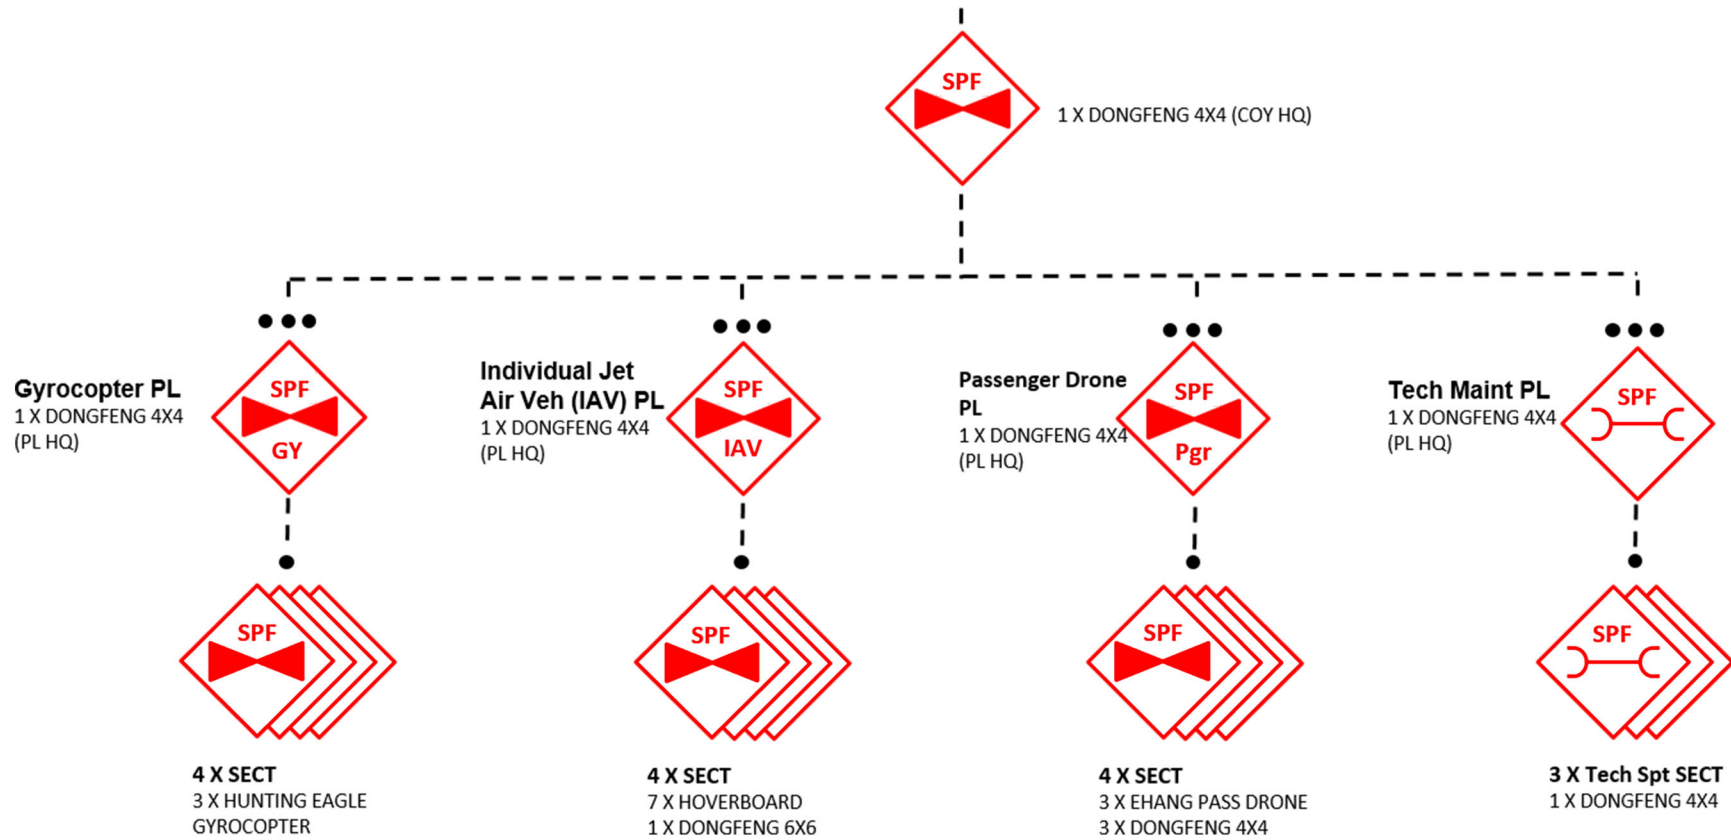 SPF
1 X DONGFENG 4X4 (COY HQ)
Gyrocopter PL
1 X DONGFENG 4X4
(PL HQ)
SPF
GY
Individual Jet
Air Veh (IAV) PL
1 X DONGFENG 4X4
(PL HQ)
SPF
IAV
Passenger Drone
PL
1 X DONGFENG 4X4
(PL HQ)
SPF
Pgr
Tech Maint PL
1 X DONGFENG 4X4
(PL HQ)
SPF
SPF
4 X SECT
3 X HUNTING EAGLE
GYROCOPTER
SPF
4 X SECT
7 X HOVERBOARD
1 X DONGFENG 6X6
SPF
4 X SECT
3 X EHANG PASS DRONE
3 X DONGFENG 4X4
SPF
3 X Tech Spt SECT
1 X DONGFENG 4X4